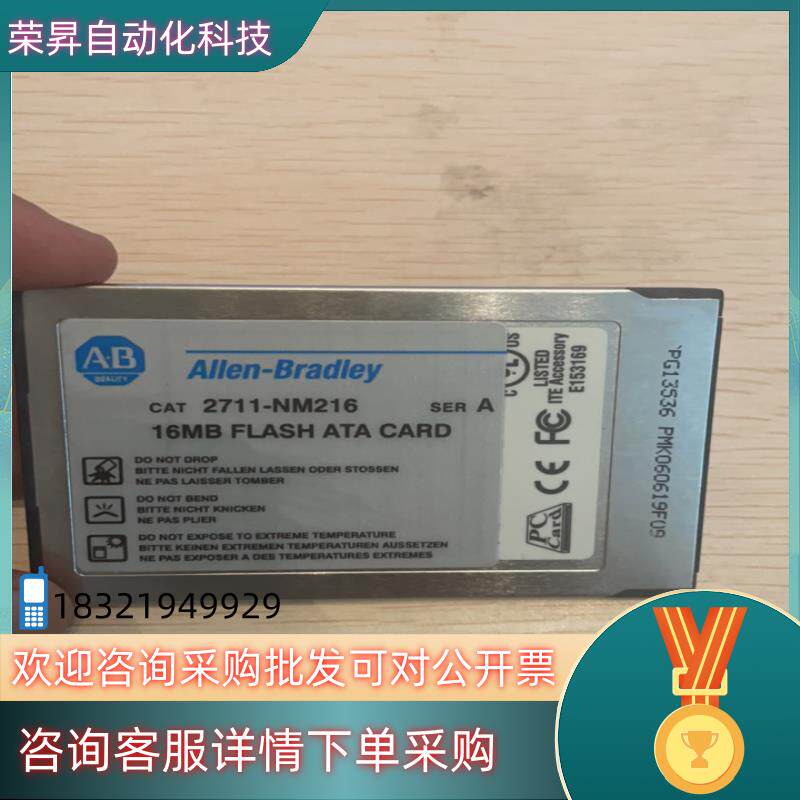 荣昇自动化科技
A·B
QUALITY
Allen-Bradley
CAT 2711-NM216 SER A
16MB FLASH ATA CARD
DO NOT DROP
BITTE NICHT FALLEN LASSEN ODER STOSSEN
NE PAS LAISSER TOMBER
DO NOT BEND
BITTE NICHT KNICKEN
NE PAS PLIER
DO NOT EXPOSE TO EXTREME TEMPERATURE
BITTE KEINEN EXTREMEN TEMPERATUREN AUSSETZEN
NE PAS EXPOSER A DES TEMPERATURES EXTREMES
C UL US
LISTED
ITE Accessory
E153169
CE FC
PC
Card
PG13536 PMK060619F09
18321949929
欢迎咨询采购批发可对公开票
咨询客服详情下单采购